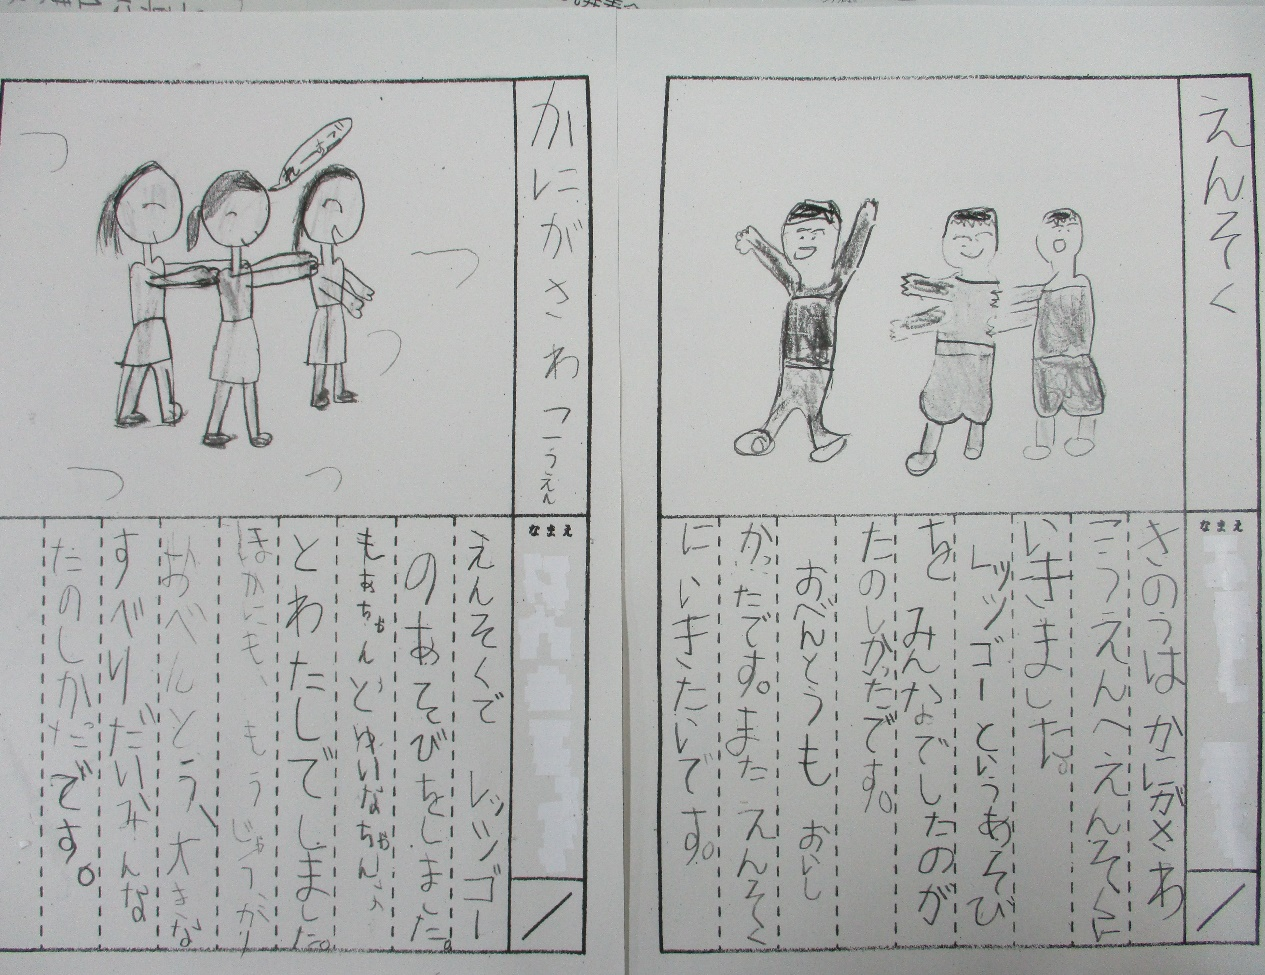 えんそく
なまえ
きのうは かにがさわ
こうえんへえんそくに
いきました。
レッツゴーというあそび
を みんなでしたのが
たのしかったです。
おべんとうも おいし
かったです。またえんそく
にいきたいです。
かにがさわこうえん
れーっつごー
なまえ
えんそくで レッツゴー
のあそびをしました。
もあちゃんとゆいなちゃん、
とわたしでしました。
ほかにも、もうじゅうがり
おべんとう、大きな
すべりだいみんな
たのしかったです。